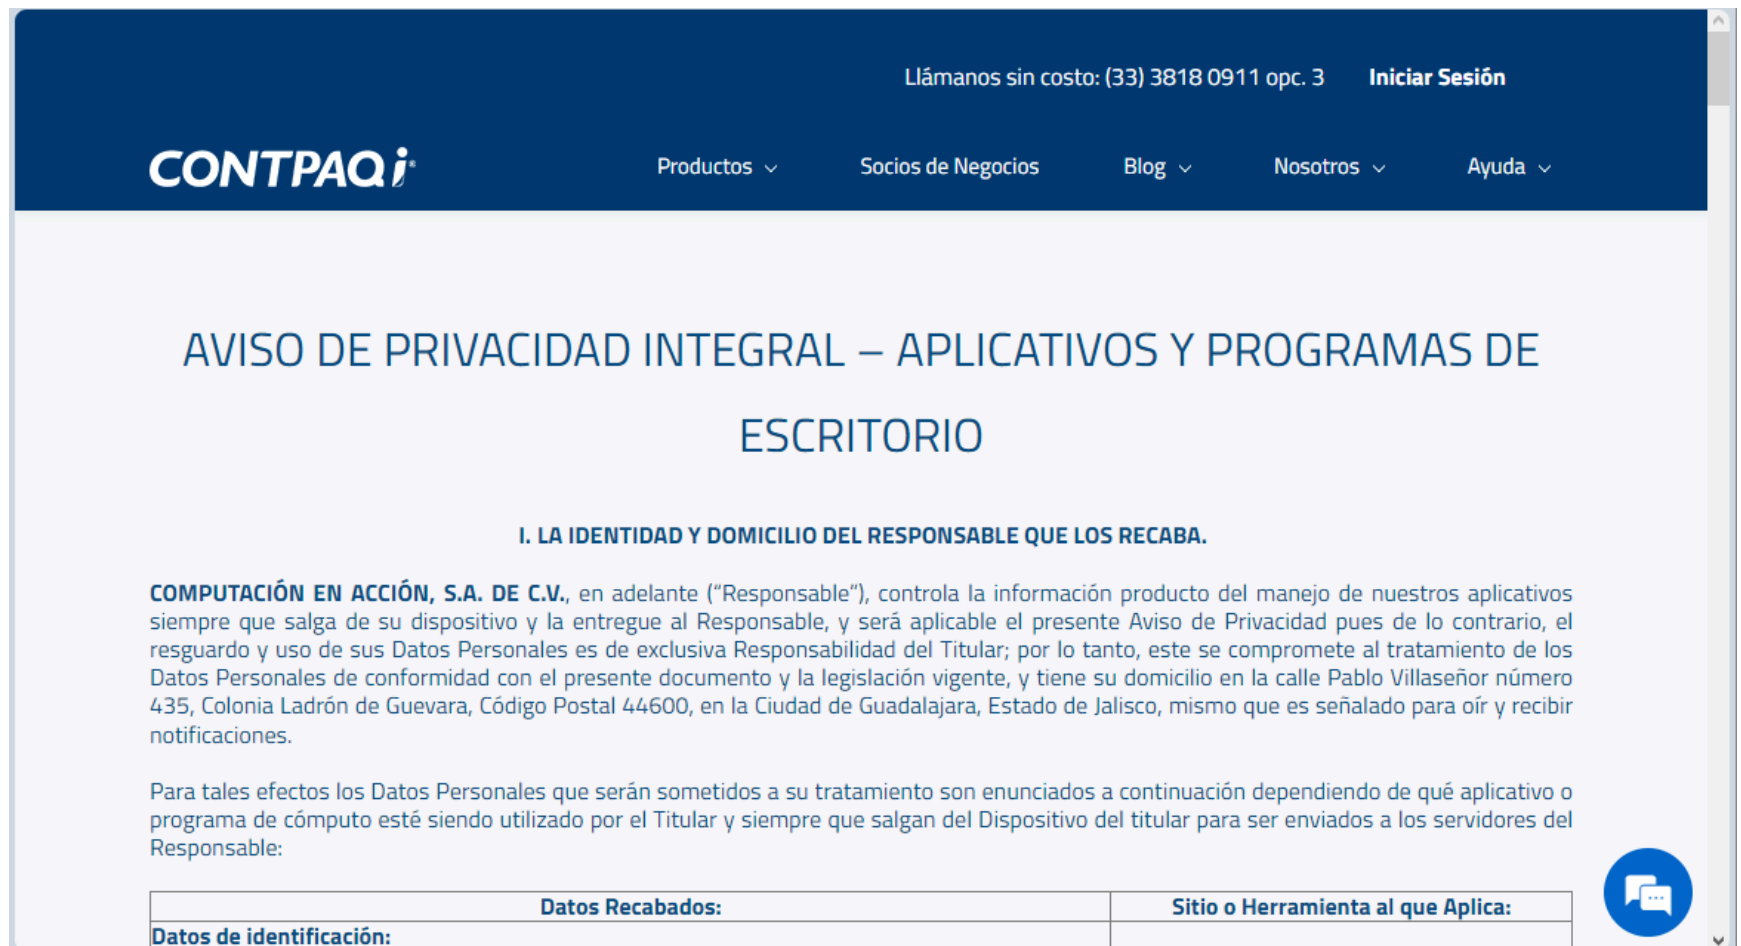 Llámanos sin costo: (33) 3818 0911 opc. 3 Iniciar Sesión
CONTPAQi®
Productos Socios de Negocios Blog Nosotros Ayuda
AVISO DE PRIVACIDAD INTEGRAL – APLICATIVOS Y PROGRAMAS DE
ESCRITORIO
I. LA IDENTIDAD Y DOMICILIO DEL RESPONSABLE QUE LOS RECABA.
COMPUTACIÓN EN ACCIÓN, S.A. DE C.V., en adelante (“Responsable”), controla la información producto del manejo de nuestros aplicativos
siempre que salga de su dispositivo y la entregue al Responsable, y será aplicable el presente Aviso de Privacidad pues de lo contrario, el
resguardo y uso de sus Datos Personales es de exclusiva Responsabilidad del Titular; por lo tanto, este se compromete al tratamiento de los
Datos Personales de conformidad con el presente documento y la legislación vigente, y tiene su domicilio en la calle Pablo Villaseñor número
435, Colonia Ladrón de Guevara, Código Postal 44600, en la Ciudad de Guadalajara, Estado de Jalisco, mismo que es señalado para oír y recibir
notificaciones.
Para tales efectos los Datos Personales que serán sometidos a su tratamiento son enunciados a continuación dependiendo de qué aplicativo o
programa de cómputo esté siendo utilizado por el Titular y siempre que salgan del Dispositivo del titular para ser enviados a los servidores del
Responsable:
Datos Recabados: Sitio o Herramienta al que Aplica:
Datos de identificación: